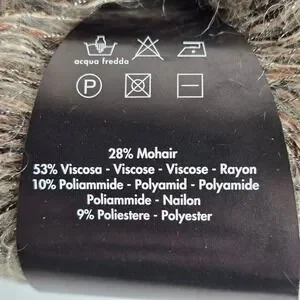 acqua fredda
P
28% Mohair
53% Viscosa - Viscose - Viscose - Rayon
10% Poliammide - Polyamid - Polyamide
Poliammide - Nailon
9% Poliestere - Polyester